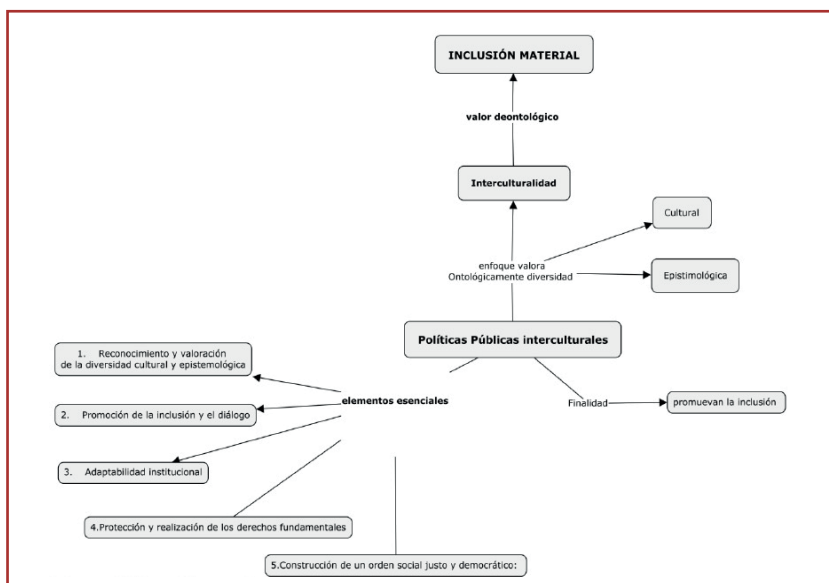 INCLUSIÓN MATERIAL
valor deontológico
Interculturalidad
Cultural
enfoque valora
Ontológicamente diversidad
Epistimológica
Políticas Públicas interculturales
1. Reconocimiento y valoración
de la diversidad cultural y epistemológica
elementos esenciales
Finalidad
promuevan la inclusión
2. Promoción de la inclusión y el diálogo
3. Adaptabilidad institucional
4.Protección y realización de los derechos fundamentales
5.Construcción de un orden social justo y democrático: